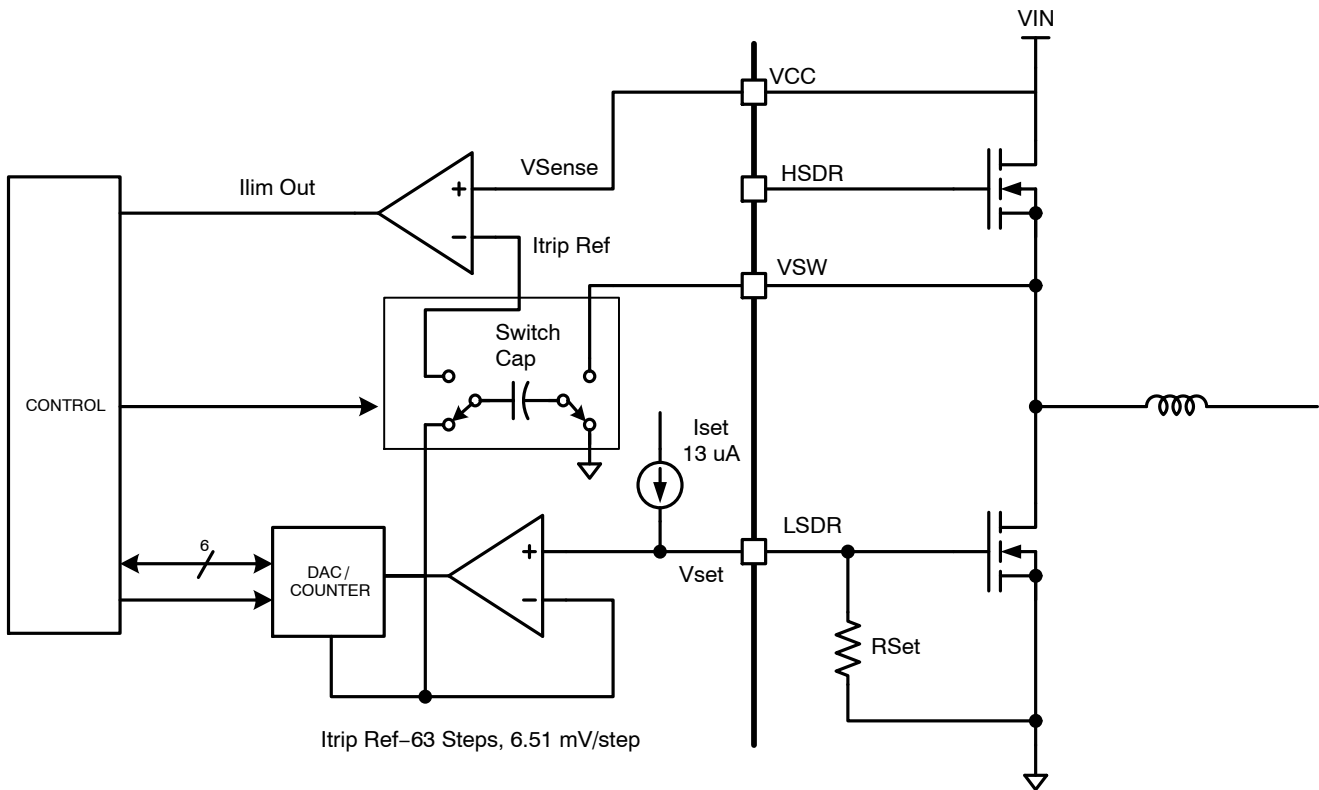 VIN
VCC
VSense
HSDR
Ilim Out
+
−
Itrip Ref
VSW
Switch
Cap
CONTROL
Iset
13 uA
LSDR
6
DAC/
COUNTER
+
−
Vset
RSet
Itrip Ref−63 Steps, 6.51 mV/step